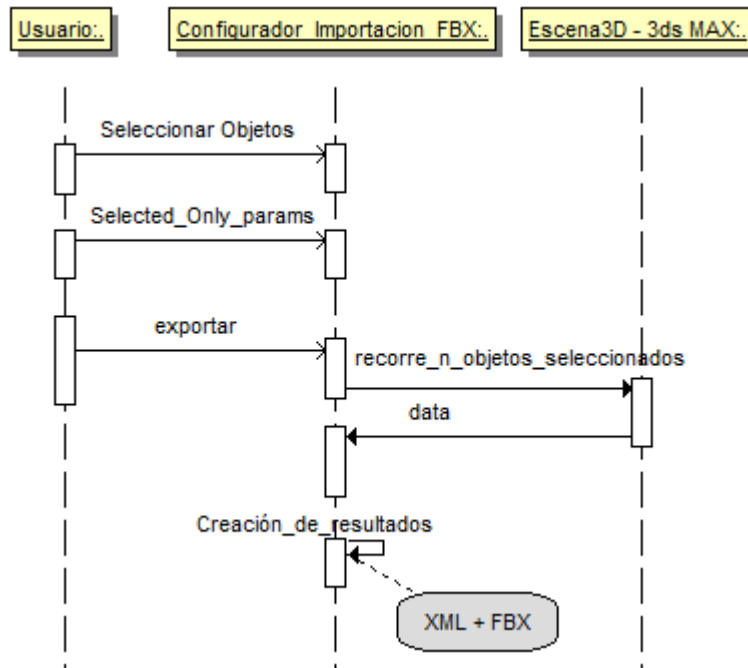 Usuario:.
Configurador_Importacion_FBX:.
Escena3D - 3ds MAX:.
Seleccionar Objetos
Selected_Only_params
exportar
recorre_n_objetos_seleccionados
data
Creación_de_resultados
XML + FBX